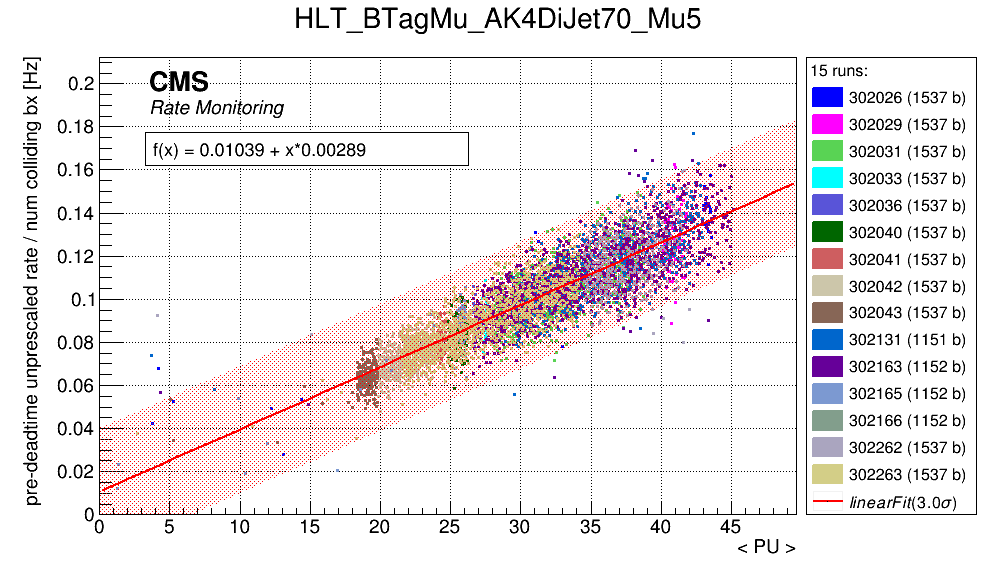 HLT_BTagMu_AK4DiJet70_Mu5
pre-deadtime unprescaled rate / num colliding bx [Hz]
CMS
Rate Monitoring
f(x) = 0.01039 + x*0.00289
0.2
0.18
0.16
0.14
0.12
0.1
0.08
0.06
0.04
0.02
0
0 5 10 15 20 25 30 35 40 45
< PU >
15 runs:
302026 (1537 b)
302029 (1537 b)
302031 (1537 b)
302033 (1537 b)
302036 (1537 b)
302040 (1537 b)
302041 (1537 b)
302042 (1537 b)
302043 (1537 b)
302131 (1151 b)
302163 (1152 b)
302165 (1152 b)
302166 (1152 b)
302262 (1537 b)
302263 (1537 b)
linearFit(3.0σ)